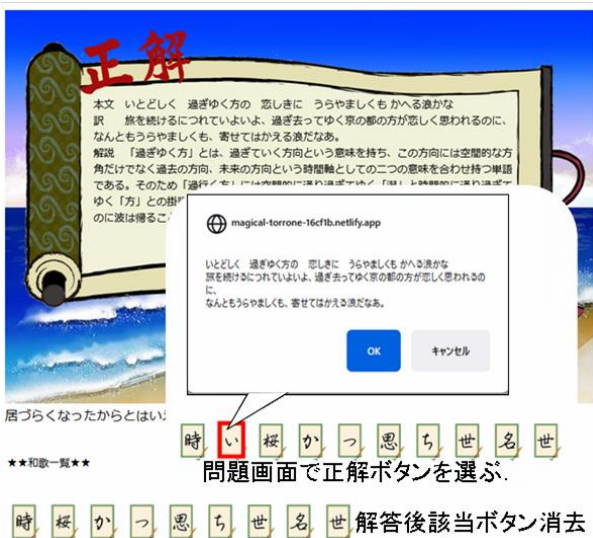 正解
本文 いとどしく 過ぎゆく方の 恋しきに うらやましくも かへる浪かな
訳 旅を続けるにつれていよいよ、過ぎ去ってゆく京の都の方が恋しく思われるのに、
なんともうらやましくも、寄せてはかえる浪だなあ。
解説 「過ぎゆく方」とは、過ぎていく方向という意味を持ち、この方向には空間的な方
角だけでなく過去の方向、未来の方向という時間軸としての二つの意味を合わせ持つ単語
である。そのため
ゆく「方」との掛
のに波は帰るこ
magical-torrone-16cf1b.netlify.app
いとどしく 過ぎゆく方の 恋しきに うらやましくも かへる浪かな
旅を続けるにつれていよいよ、過ぎ去ってゆく京の都の方が恋しく思われるの
に、
なんともうらやましくも、寄せてはかえる浪だなあ。
OK キャンセル
居づらくなったからとはい
時 い 桜 か つ 思 ち 世 名 世
★★和歌一覧★★
問題画面で正解ボタンを選ぶ.
時 桜 か つ 思 ち 世 名 世 解答後該当ボタン消去